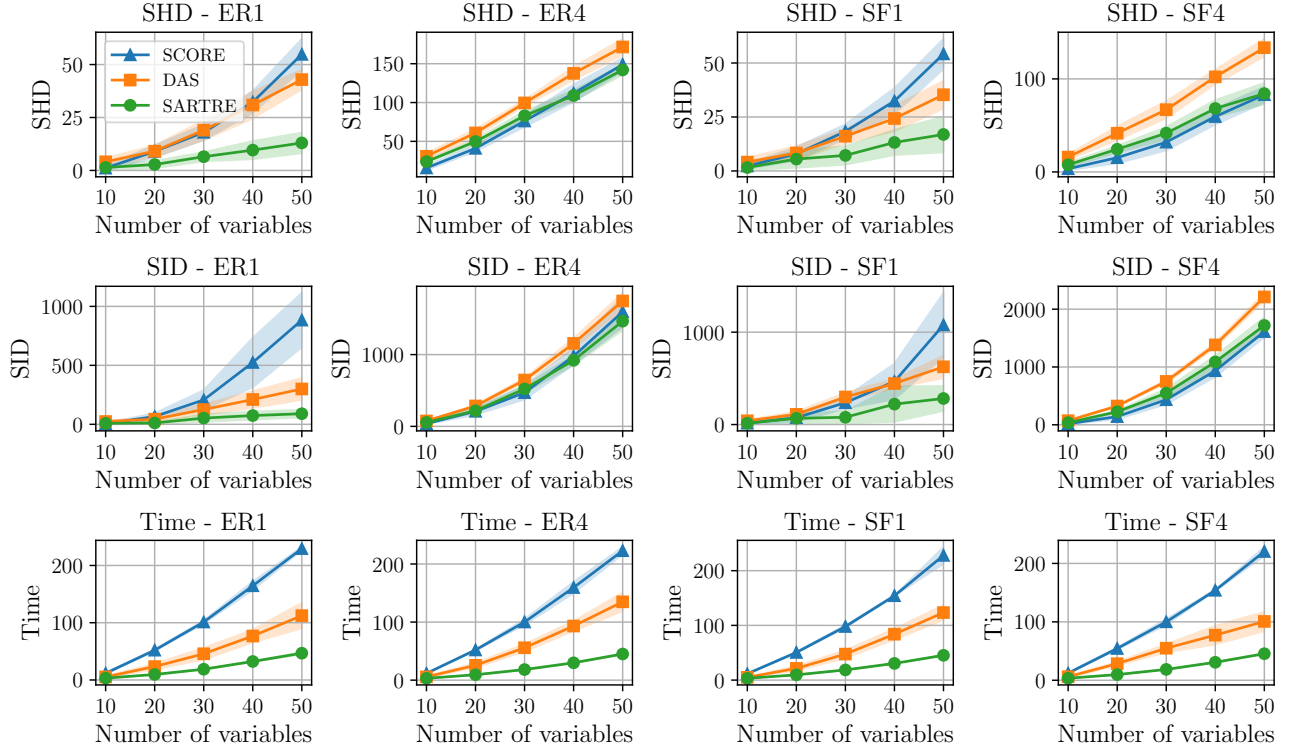 SHD - ER1
SHD - ER4
SHD - SF1
SHD - SF4
SHD
50
25
0
SCORE
DAS
SARTRE
10 20 30 40 50
Number of variables
SHD
150
100
50
10 20 30 40 50
Number of variables
SHD
50
25
0
10 20 30 40 50
Number of variables
SHD
100
0
10 20 30 40 50
Number of variables
SID - ER1
SID - ER4
SID - SF1
SID - SF4
SID
1000
500
0
10 20 30 40 50
Number of variables
SID
1000
0
10 20 30 40 50
Number of variables
SID
1000
0
10 20 30 40 50
Number of variables
SID
2000
1000
0
10 20 30 40 50
Number of variables
Time - ER1
Time - ER4
Time - SF1
Time - SF4
Time
200
100
0
10 20 30 40 50
Number of variables
Time
200
100
0
10 20 30 40 50
Number of variables
Time
200
100
0
10 20 30 40 50
Number of variables
Time
200
100
0
10 20 30 40 50
Number of variables